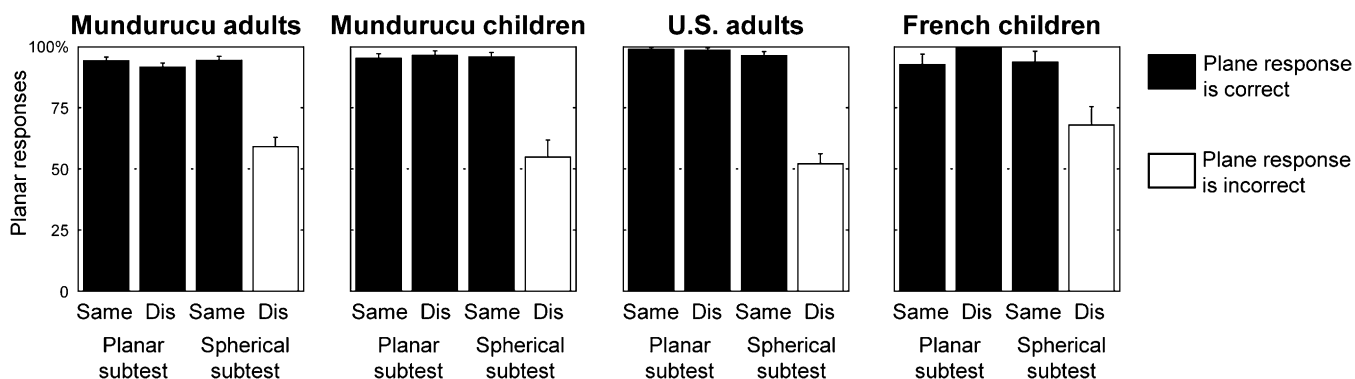 Mundurucu adults
Mundurucu children
U.S. adults
French children
Planar responses
100%
75
50
25
0
Same Dis Same Dis
Planar subtest
Spherical subtest
Same Dis Same Dis
Planar subtest
Spherical subtest
Same Dis Same Dis
Planar subtest
Spherical subtest
Same Dis Same Dis
Planar subtest
Spherical subtest
Plane response
is correct
Plane response
is incorrect